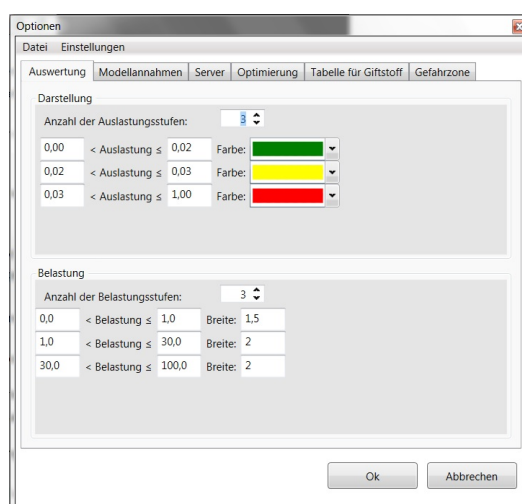 Optionen
Datei Einstellungen
Auswertung Modellannahmen Server Optimierung Tabelle für Giftstoff Gefahrzone
Darstellung
Anzahl der Auslastungsstufen: 3
0,00 < Auslastung ≤ 0,02 Farbe:
0,02 < Auslastung ≤ 0,03 Farbe:
0,03 < Auslastung ≤ 1,00 Farbe:
Belastung
Anzahl der Belastungsstufen: 3
0,0 < Belastung ≤ 1,0 Breite: 1,5
1,0 < Belastung ≤ 30,0 Breite: 2
30,0 < Belastung ≤ 100,0 Breite: 2
Ok Abbrechen